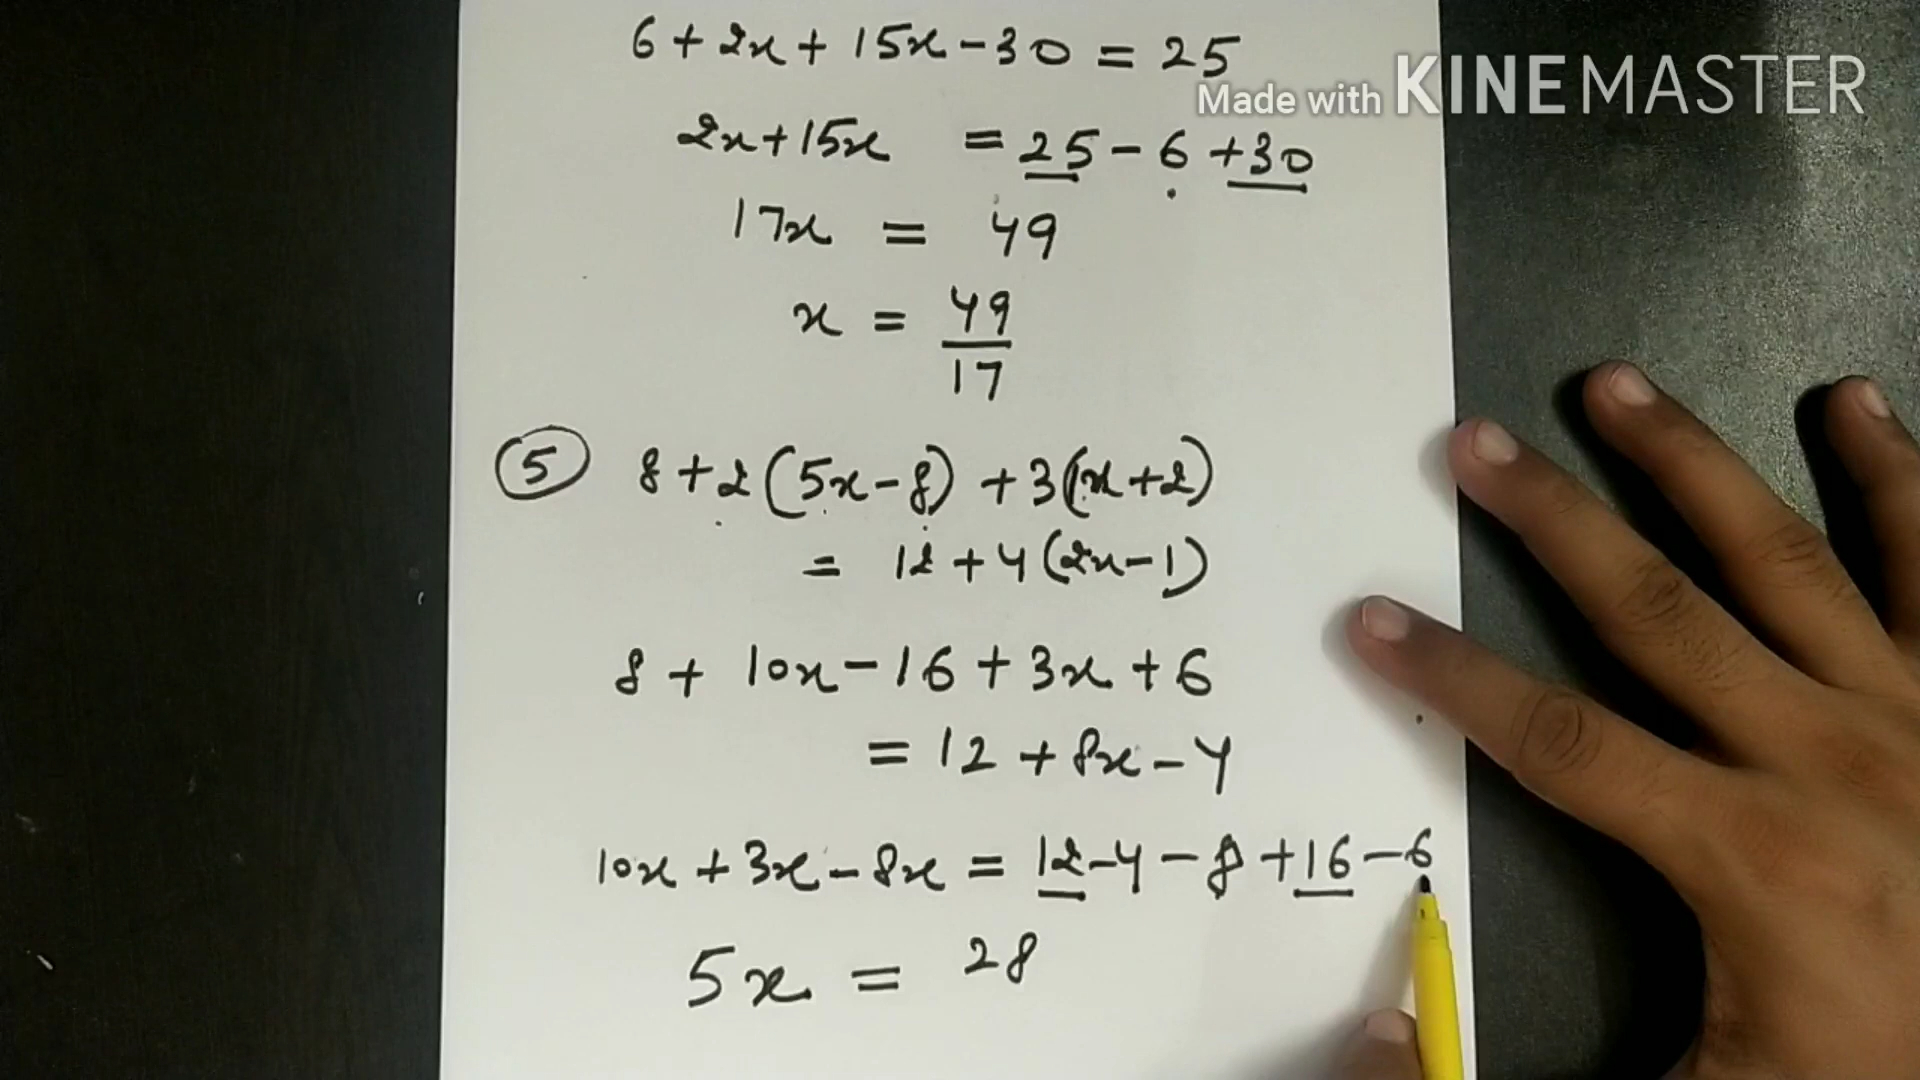 6 + 2x + 15x - 30 = 25
Made with KINEMASTER
2x + 15x = 25 - 6 + 30
17x = 49
x = 49/17
5 8 + 2 (5x - 8) + 3 (x + 2)
= 12 + 4 (2x - 1)
8 + 10x - 16 + 3x + 6
= 12 + 8x - 4
10x + 3x - 8x = 12 - 4 - 8 + 16 - 6
5x = 28